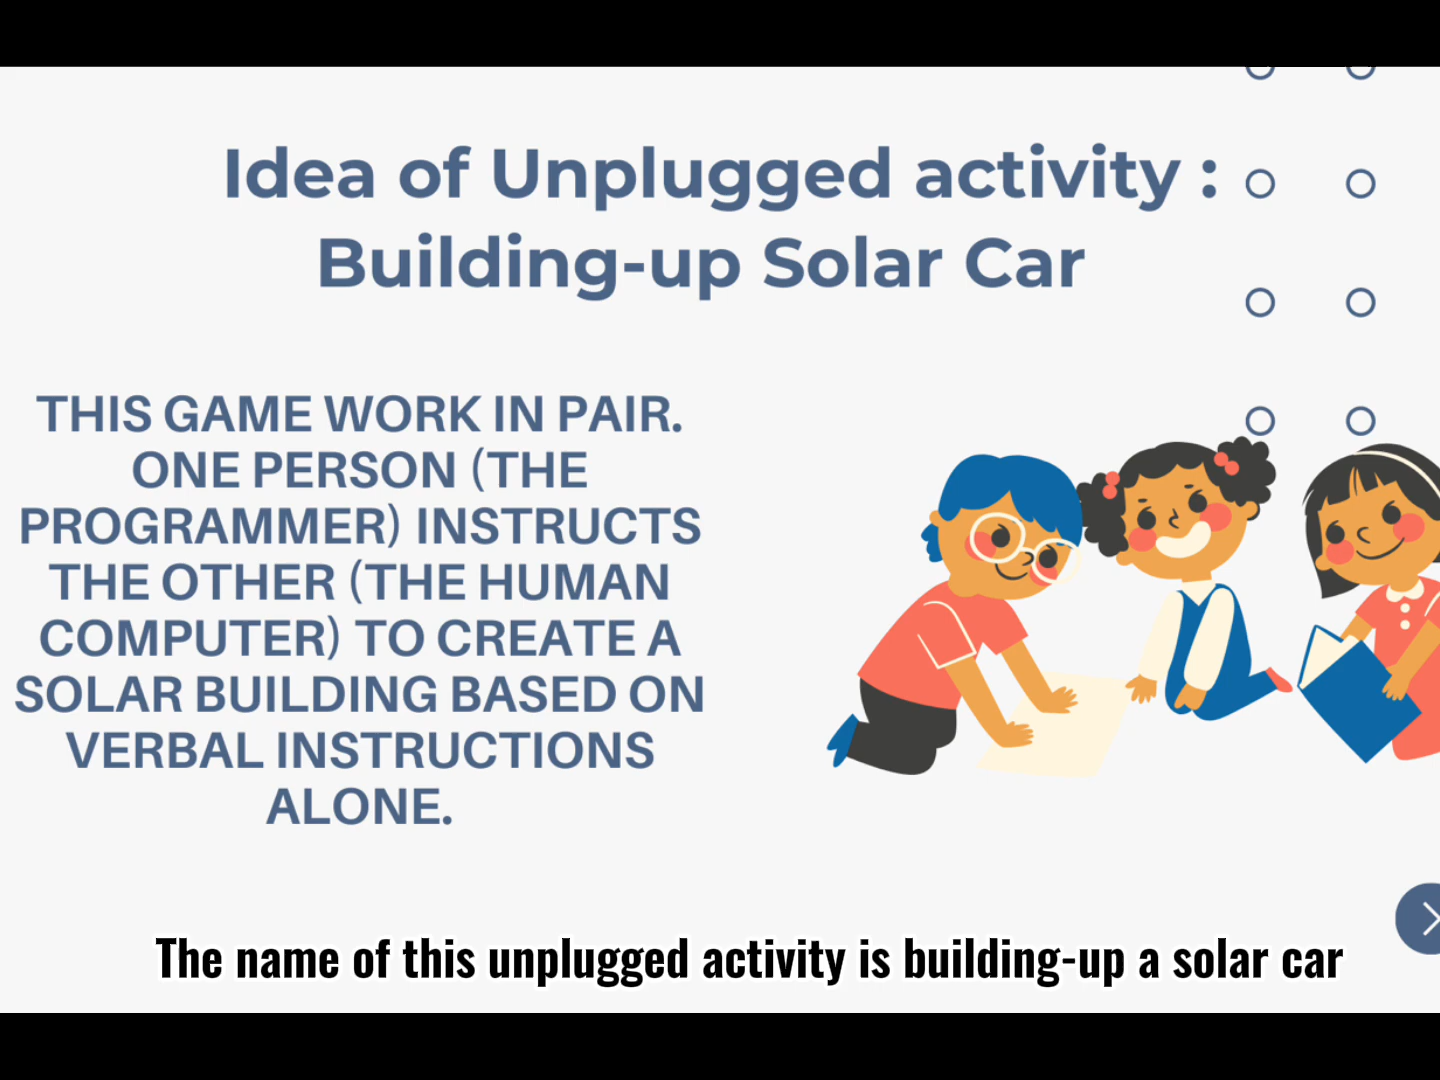 Idea of Unplugged activity :
Building-up Solar Car
THIS GAME WORK IN PAIR.
ONE PERSON (THE
PROGRAMMER) INSTRUCTS
THE OTHER (THE HUMAN
COMPUTER) TO CREATE A
SOLAR BUILDING BASED ON
VERBAL INSTRUCTIONS
ALONE.
The name of this unplugged activity is building-up a solar car